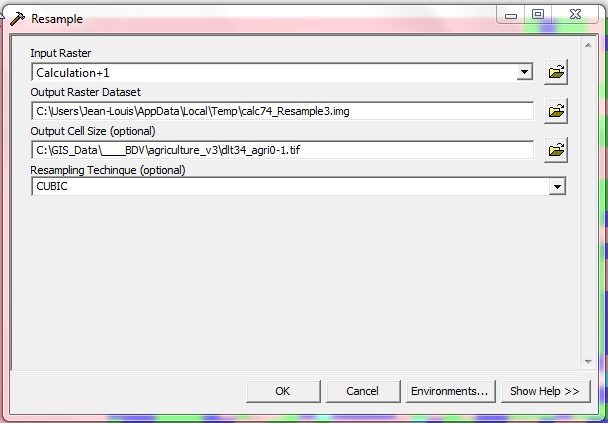 Resample
Input Raster
Calculation+1
Output Raster Dataset
C:\Users\Jean-Louis\AppData\Local\Temp\calc74_Resample3.img
Output Cell Size (optional)
C:\GIS_Data\____BDV\agriculture_v3\dlt34_agri0-1.tif
Resampling Techinque (optional)
CUBIC
OK Cancel Environments... Show Help >>